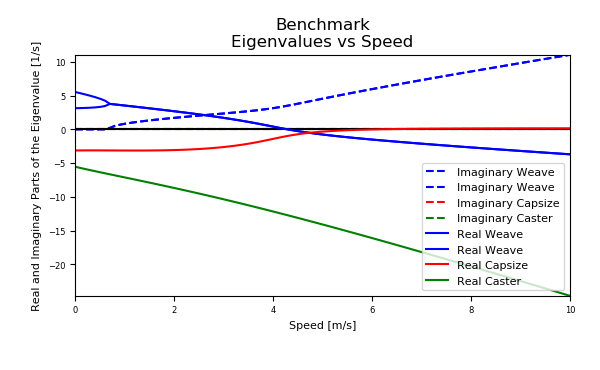 Benchmark
Eigenvalues vs Speed
Real and Imaginary Parts of the Eigenvalue [1/s]
10
5
0
−5
−10
−15
−20
0
2
4
6
8
10
Speed [m/s]
Imaginary Weave
Imaginary Weave
Imaginary Capsize
Imaginary Caster
Real Weave
Real Weave
Real Capsize
Real Caster